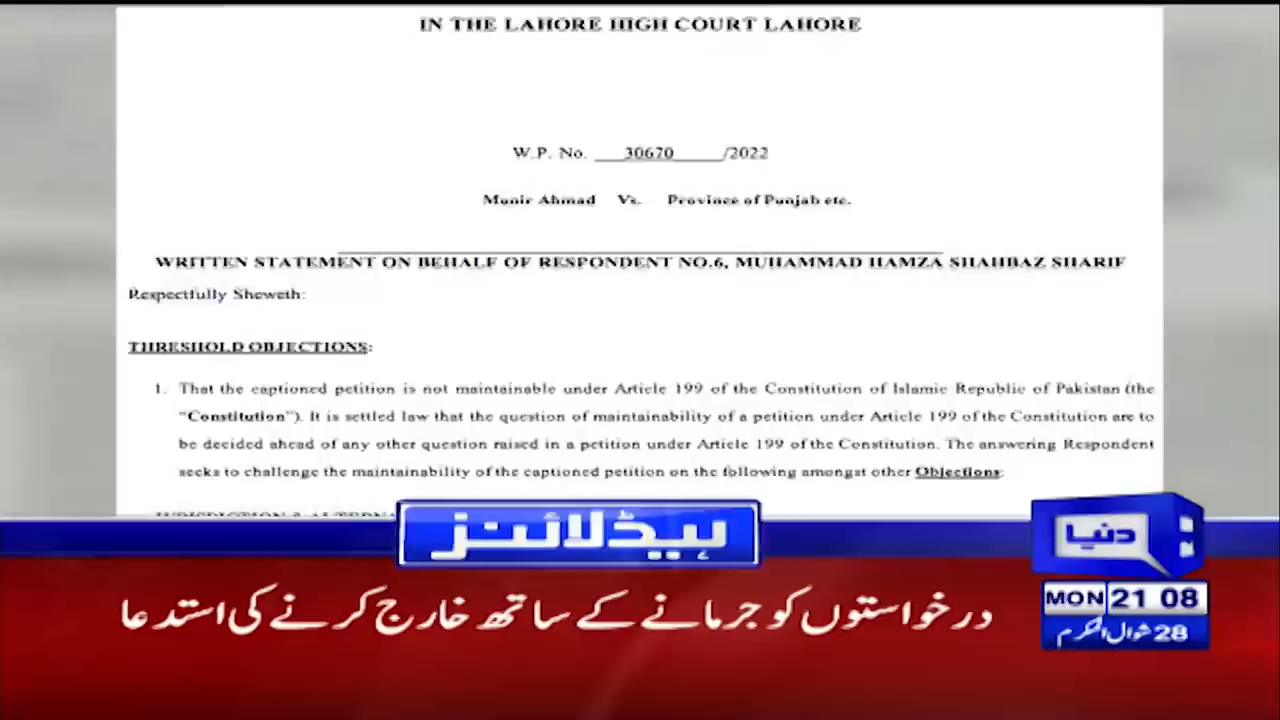 IN THE LAHORE HIGH COURT LAHORE
W.P. No. 30670 /2022
Munir Ahmad Vs. Province of Punjab etc.
WRITTEN STATEMENT ON BEHALF OF RESPONDENT NO.6, MUHAMMAD HAMZA SHAHBAZ SHARIF
Respectfully Sheweth:
THRESHOLD OBJECTIONS:
1. That the captioned petition is not maintainable under Article 199 of the Constitution of Islamic Republic of Pakistan (the
"Constitution"). It is settled law that the question of maintainability of a petition under Article 199 of the Constitution are to
be decided ahead of any other question raised in a petition under Article 199 of the Constitution. The answering Respondent
seeks to challenge the maintainability of the captioned petition on the following amongst other Objections:
ہیڈلائنز
دنیا
درخواستوں کو جرمانے کے ساتھ خارج کرنے کی استدعا
MON 21 08
28 شوال المکرم